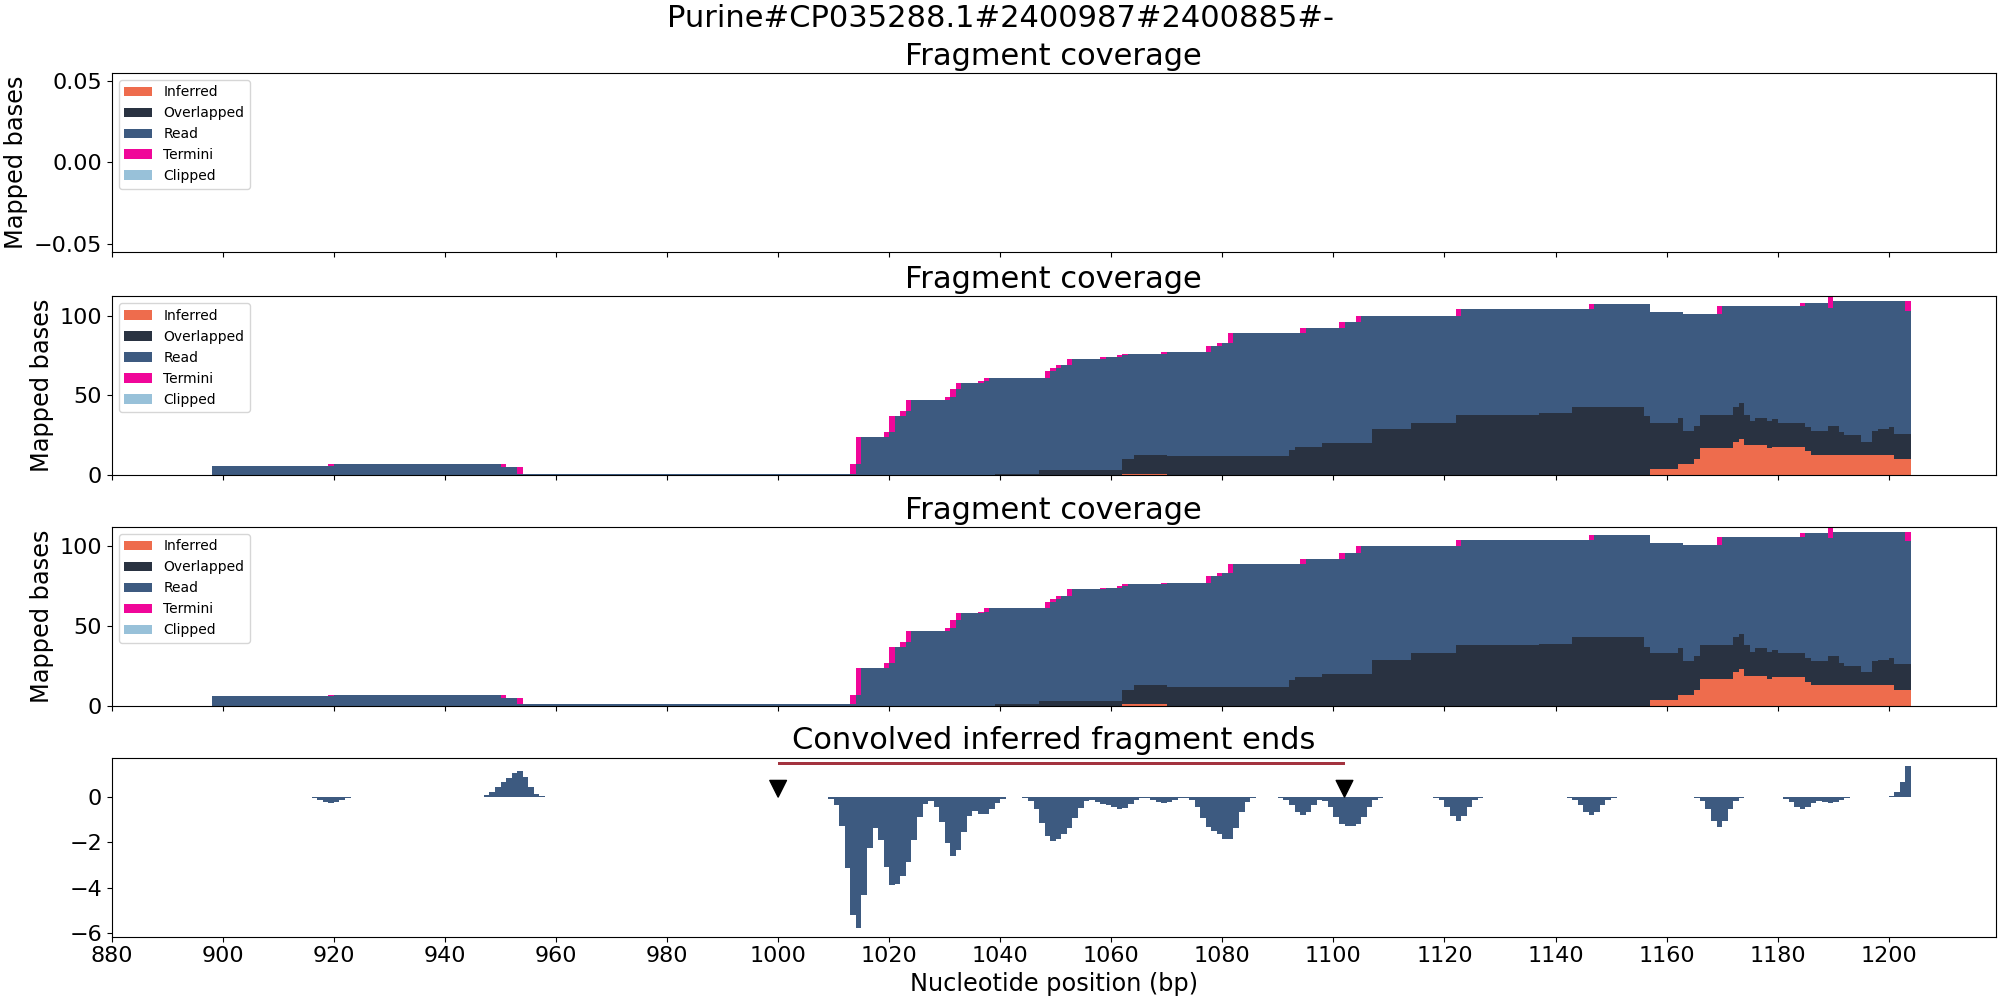 Purine#CP035288.1#2400987#2400885#-
Fragment coverage
Mapped bases
0.05
0.00
−0.05
Inferred
Overlapped
Read
Termini
Clipped
Fragment coverage
Mapped bases
100
50
0
Inferred
Overlapped
Read
Termini
Clipped
Fragment coverage
Mapped bases
100
50
0
Inferred
Overlapped
Read
Termini
Clipped
Convolved inferred fragment ends
0
−2
−4
−6
880 900 920 940 960 980 1000 1020 1040 1060 1080 1100 1120 1140 1160 1180 1200
Nucleotide position (bp)